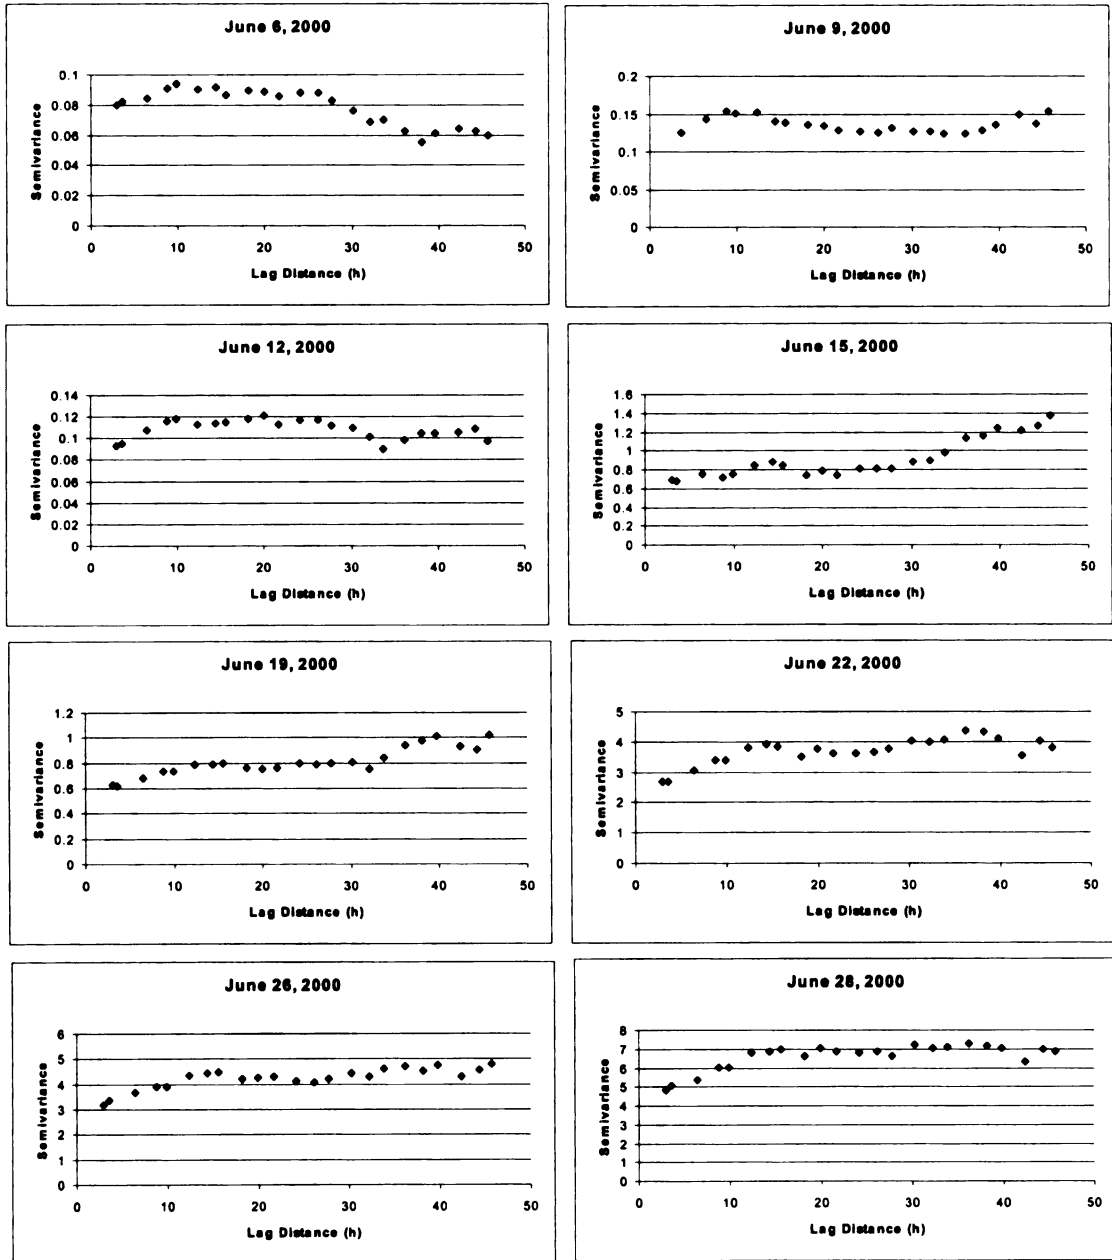 June 6, 2000
Semivariance
0.1
0.08
0.06
0.04
0.02
0
0 10 20 30 40 50
Lag Distance (h)
June 9, 2000
Semivariance
0.2
0.15
0.1
0.05
0
0 10 20 30 40 50
Lag Distance (h)
June 12, 2000
Semivariance
0.14
0.12
0.1
0.08
0.06
0.04
0.02
0
0 10 20 30 40 50
Lag Distance (h)
June 15, 2000
Semivariance
1.6
1.4
1.2
1
0.8
0.6
0.4
0.2
0
0 10 20 30 40 50
Lag Distance (h)
June 19, 2000
Semivariance
1.2
1
0.8
0.6
0.4
0.2
0
0 10 20 30 40 50
Lag Distance (h)
June 22, 2000
Semivariance
5
4
3
2
1
0
0 10 20 30 40 50
Lag Distance (h)
June 26, 2000
Semivariance
6
5
4
3
2
1
0
0 10 20 30 40 50
Lag Distance (h)
June 28, 2000
Semivariance
8
7
6
5
4
3
2
1
0
0 10 20 30 40 50
Lag Distance (h)